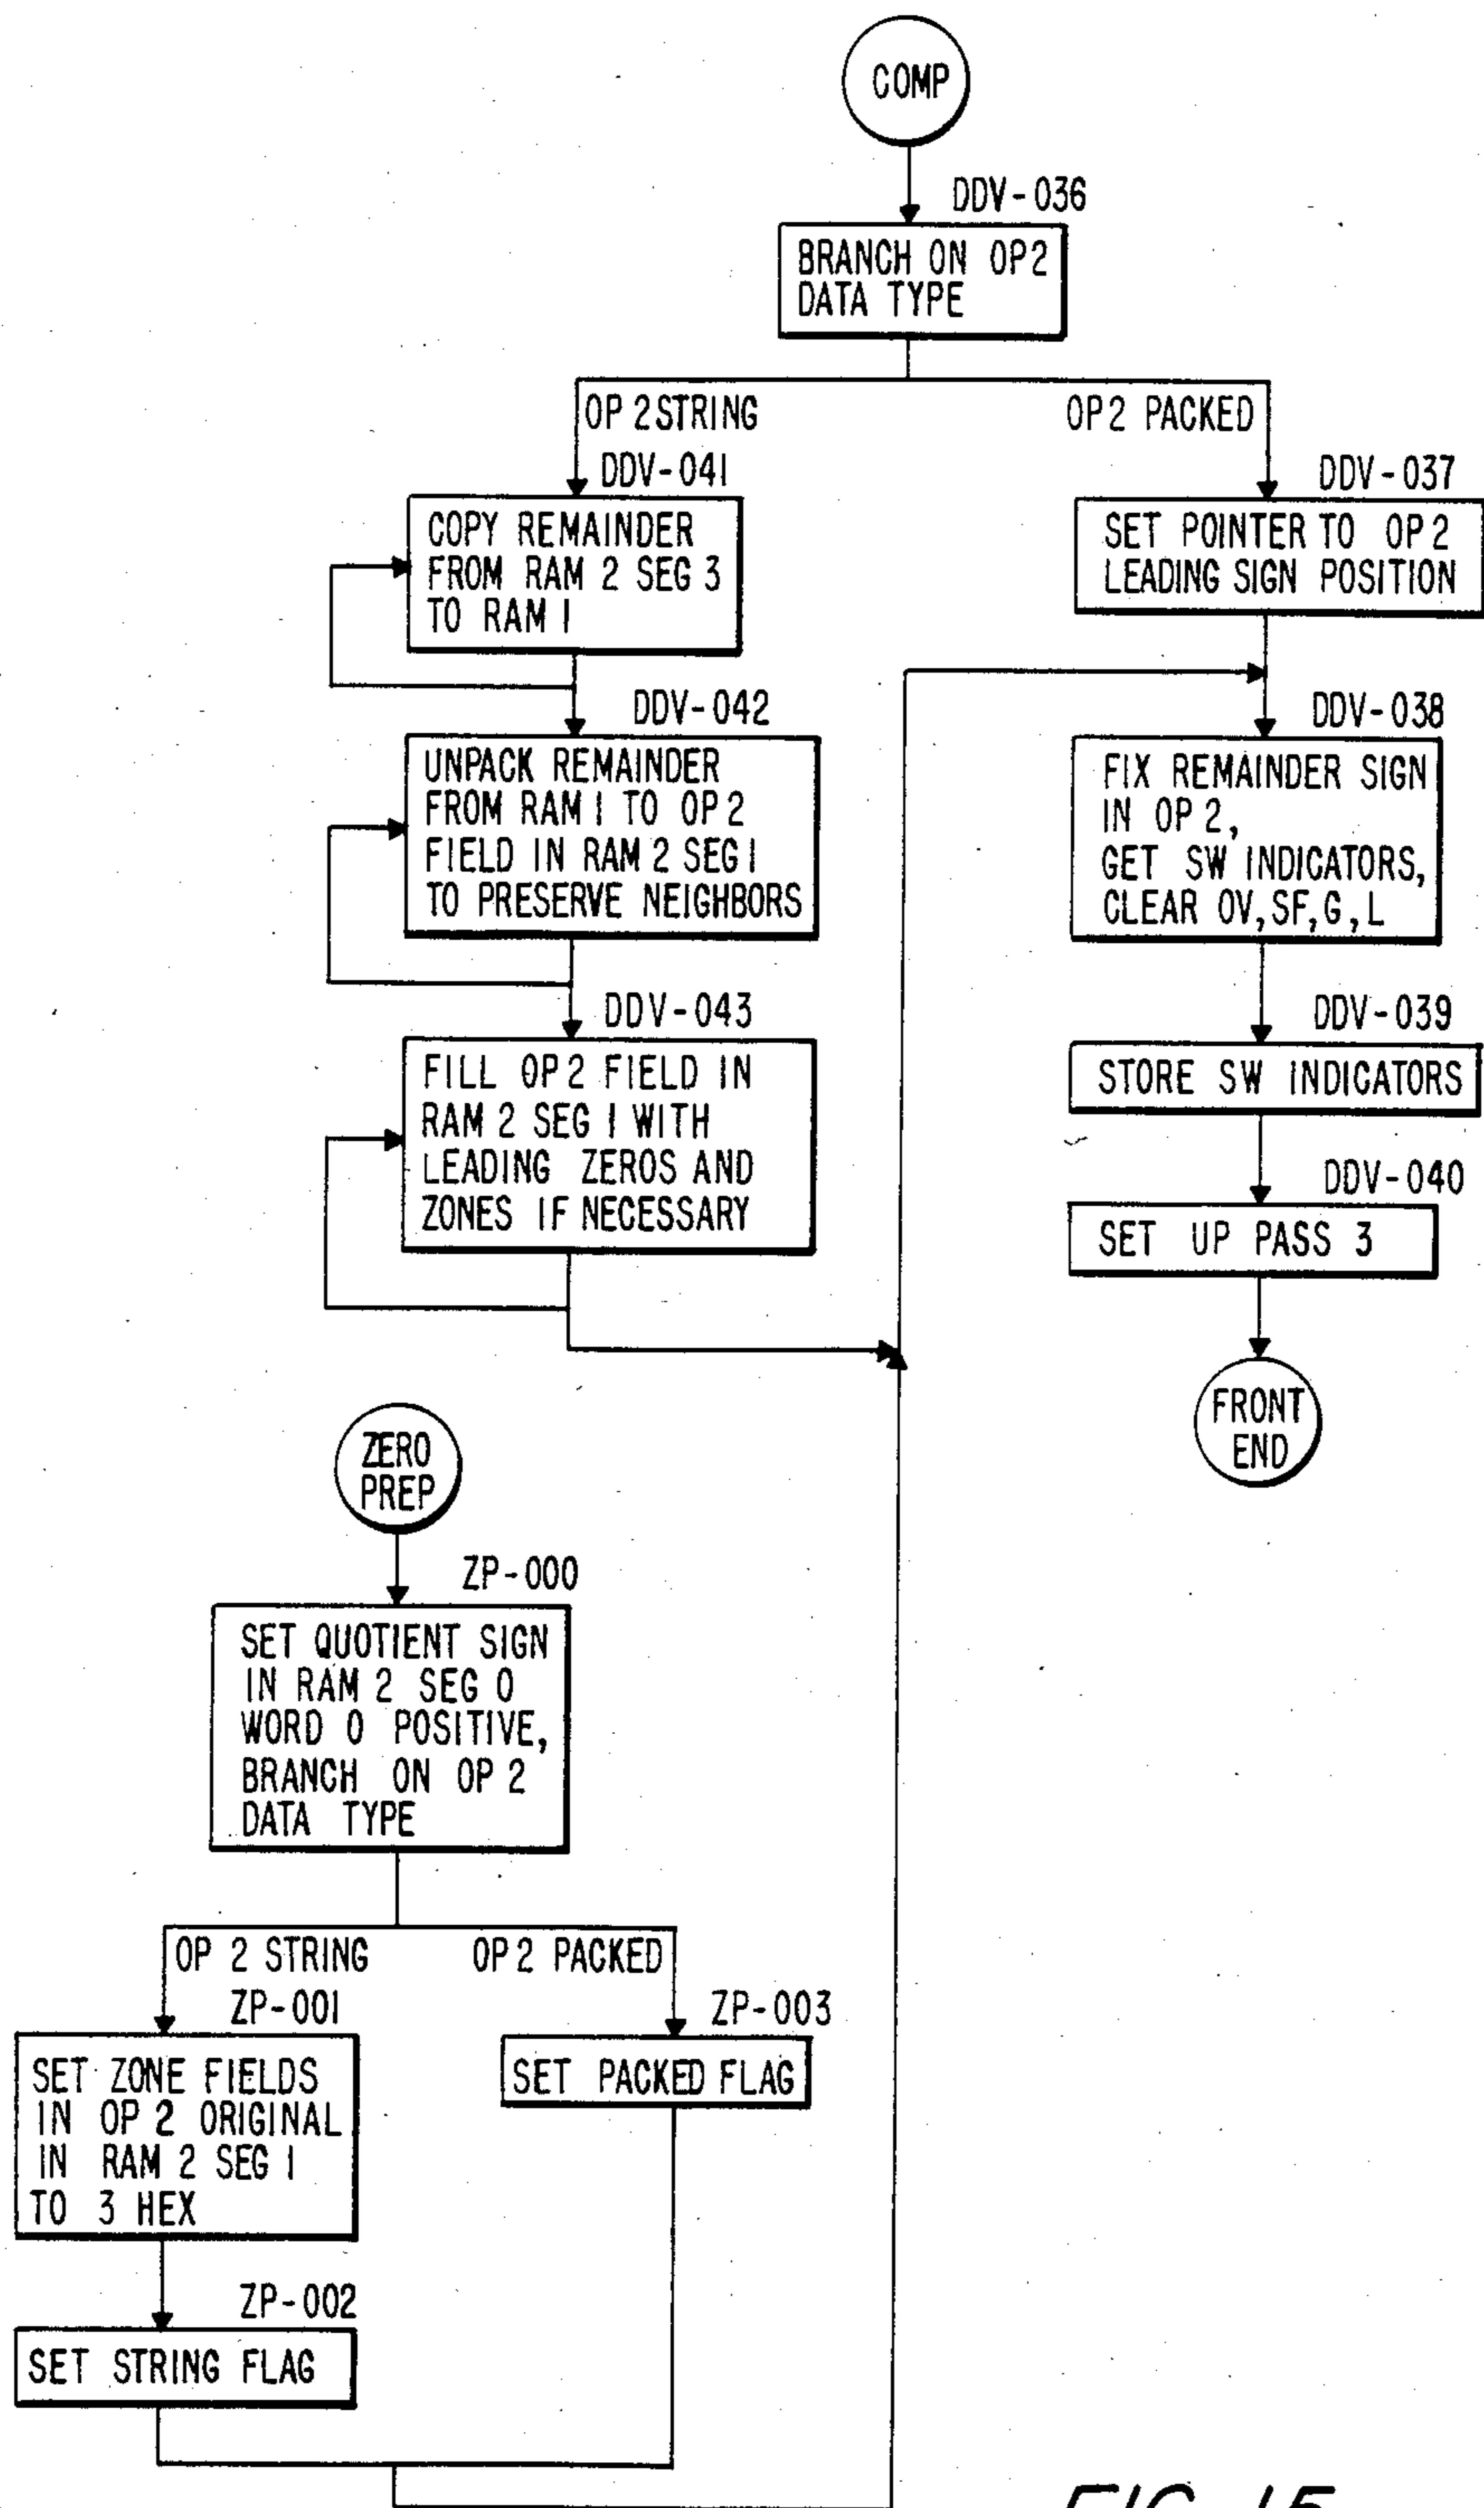 COMP
DDV-036
BRANCH ON OP2
DATA TYPE
OP 2 STRING
OP2 PACKED
DDV-041
COPY REMAINDER
FROM RAM 2 SEG 3
TO RAM 1
DDV-037
SET POINTER TO OP 2
LEADING SIGN POSITION
DDV-042
UNPACK REMAINDER
FROM RAM 1 TO OP 2
FIELD IN RAM 2 SEG 1
TO PRESERVE NEIGHBORS
DDV-038
FIX REMAINDER SIGN
IN OP 2,
GET SW INDICATORS,
CLEAR OV, SF, G, L
DDV-043
FILL OP 2 FIELD IN
RAM 2 SEG 1 WITH
LEADING ZEROS AND
ZONES IF NECESSARY
DDV-039
STORE SW INDICATORS
DDV-040
SET UP PASS 3
FRONT
END
ZERO
PREP
ZP-000
SET QUOTIENT SIGN
IN RAM 2 SEG 0
WORD 0 POSITIVE,
BRANCH ON OP 2
DATA TYPE
OP 2 STRING
OP 2 PACKED
ZP-001
SET ZONE FIELDS
IN OP 2 ORIGINAL
IN RAM 2 SEG 1
TO 3 HEX
ZP-003
SET PACKED FLAG
ZP-002
SET STRING FLAG
FIG. 15